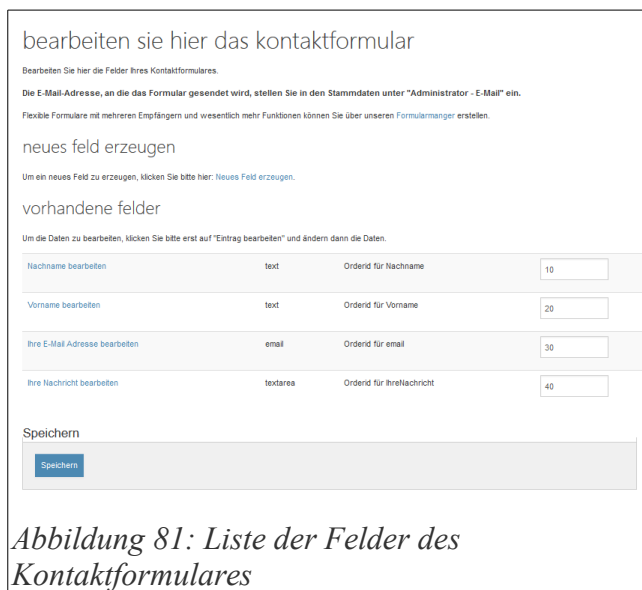 bearbeiten sie hier das kontaktformular
Bearbeiten Sie hier die Felder Ihres Kontaktformulares.
Die E-Mail-Adresse, an die das Formular gesendet wird, stellen Sie in den Stammdaten unter "Administrator - E-Mail" ein.
Flexible Formulare mit mehreren Empfängern und wesentlich mehr Funktionen können Sie über unseren Formularmanger erstellen.
neues feld erzeugen
Um ein neues Feld zu erzeugen, klicken Sie bitte hier: Neues Feld erzeugen.
vorhandene felder
Um die Daten zu bearbeiten, klicken Sie bitte erst auf "Eintrag bearbeiten" und ändern dann die Daten.
Nachname bearbeiten text Orderid für Nachname 10
Vorname bearbeiten text Orderid für Vorname 20
Ihre E-Mail Adresse bearbeiten email Orderid für email 30
Ihre Nachricht bearbeiten textarea Orderid für IhreNachricht 40
Speichern
Speichern
Abbildung 81: Liste der Felder des
Kontaktformulares